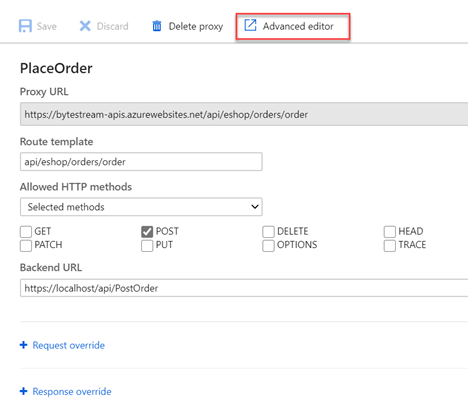 Save Discard Delete proxy Advanced editor
PlaceOrder
Proxy URL
https://bytestream-apis.azurewebsites.net/api/eshop/orders/order
Route template
api/eshop/orders/order
Allowed HTTP methods
Selected methods
GET POST DELETE HEAD
PATCH PUT OPTIONS TRACE
Backend URL
https://localhost/api/PostOrder
+ Request override
+ Response override